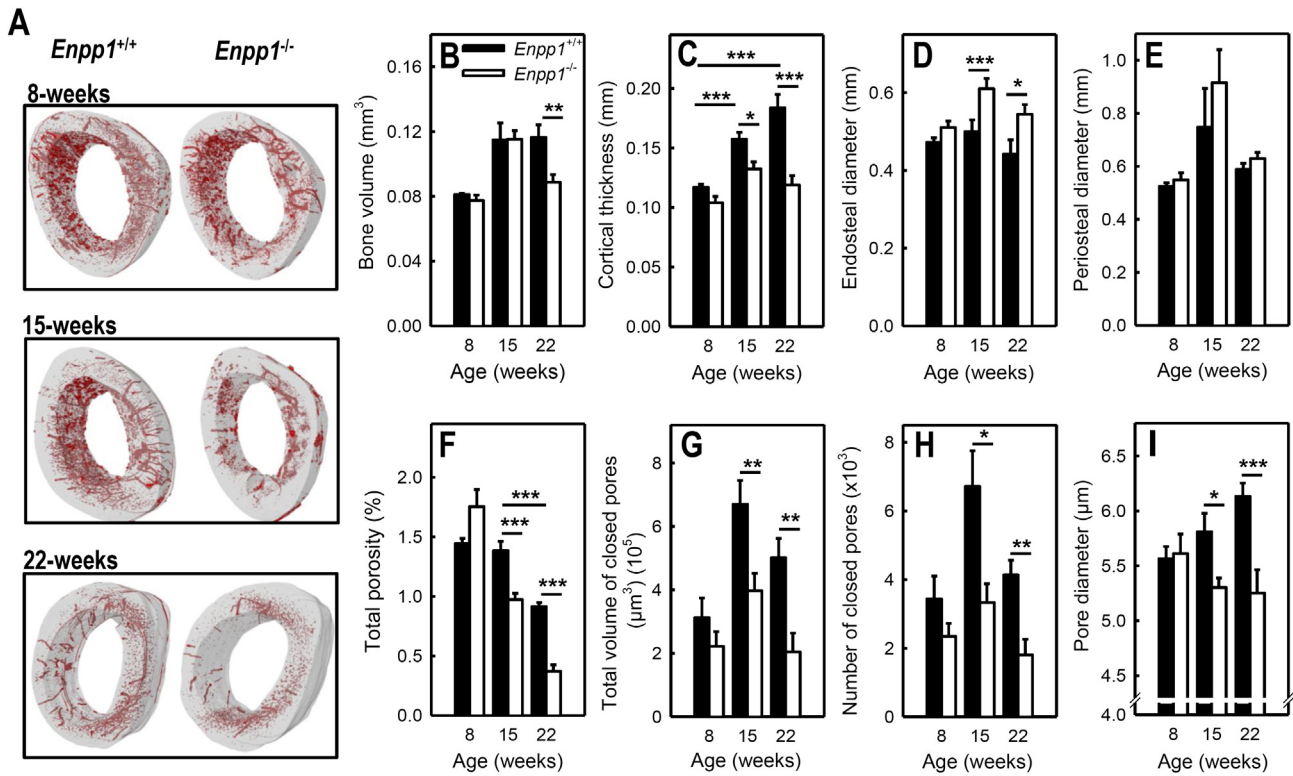 A
Enpp1+/+
Enpp1-/-
8-weeks
15-weeks
22-weeks
B
Enpp1+/+
Enpp1-/-
**
Bone volume (mm3)
0.16
0.12
0.08
0.04
0.00
8
15
22
Age (weeks)
C
***
***
***
*
Cortical thickness (mm)
0.20
0.15
0.10
0.05
0.00
8
15
22
Age (weeks)
D
***
*
Endosteal diameter (mm)
0.6
0.4
0.2
0.0
8
15
22
Age (weeks)
E
Periosteal diameter (mm)
1.0
0.8
0.6
0.4
0.2
0.0
8
15
22
Age (weeks)
F
***
***
***
Total porosity (%)
2.0
1.5
1.0
0.5
0.0
8
15
22
Age (weeks)
G
**
**
Total volume of closed pores
(µm3) (105)
8
6
4
2
0
8
15
22
Age (weeks)
H
*
**
Number of closed pores (x103)
8
6
4
2
0
8
15
22
Age (weeks)
I
***
*
Pore diameter (µm)
6.5
6.0
5.5
5.0
4.5
4.0
8
15
22
Age (weeks)